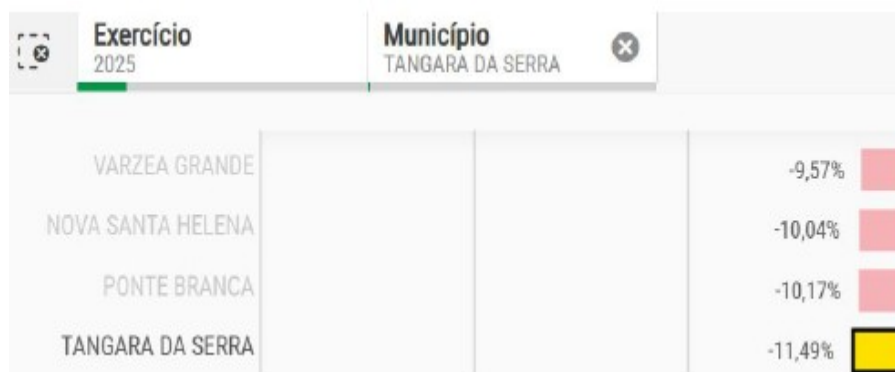 Exercício
2025
Município
TANGARA DA SERRA
VARZEA GRANDE -9,57%
NOVA SANTA HELENA -10,04%
PONTE BRANCA -10,17%
TANGARA DA SERRA -11,49%